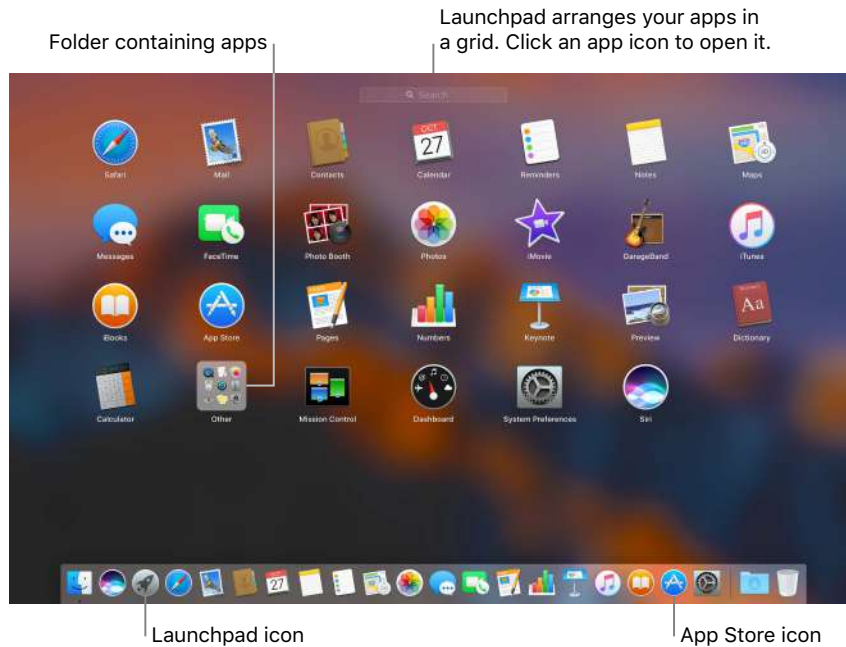 Launchpad arranges your apps in
Folder containing apps
a grid. Click an app icon to open it.
Search
OCT
27
Safari
Mail
Contacts
Calendar
Reminders
Notes
Maps
3D
Messages
FaceTime
Photo Booth
Photos
iMovie
GarageBand
iTunes
Aa
iBooks
App Store
Pages
Numbers
Keynote
Preview
Dictionary
Calculator
Other
Mission Control
Dashboard
System Preferences
Siri
27
Launchpad icon
App Store icon